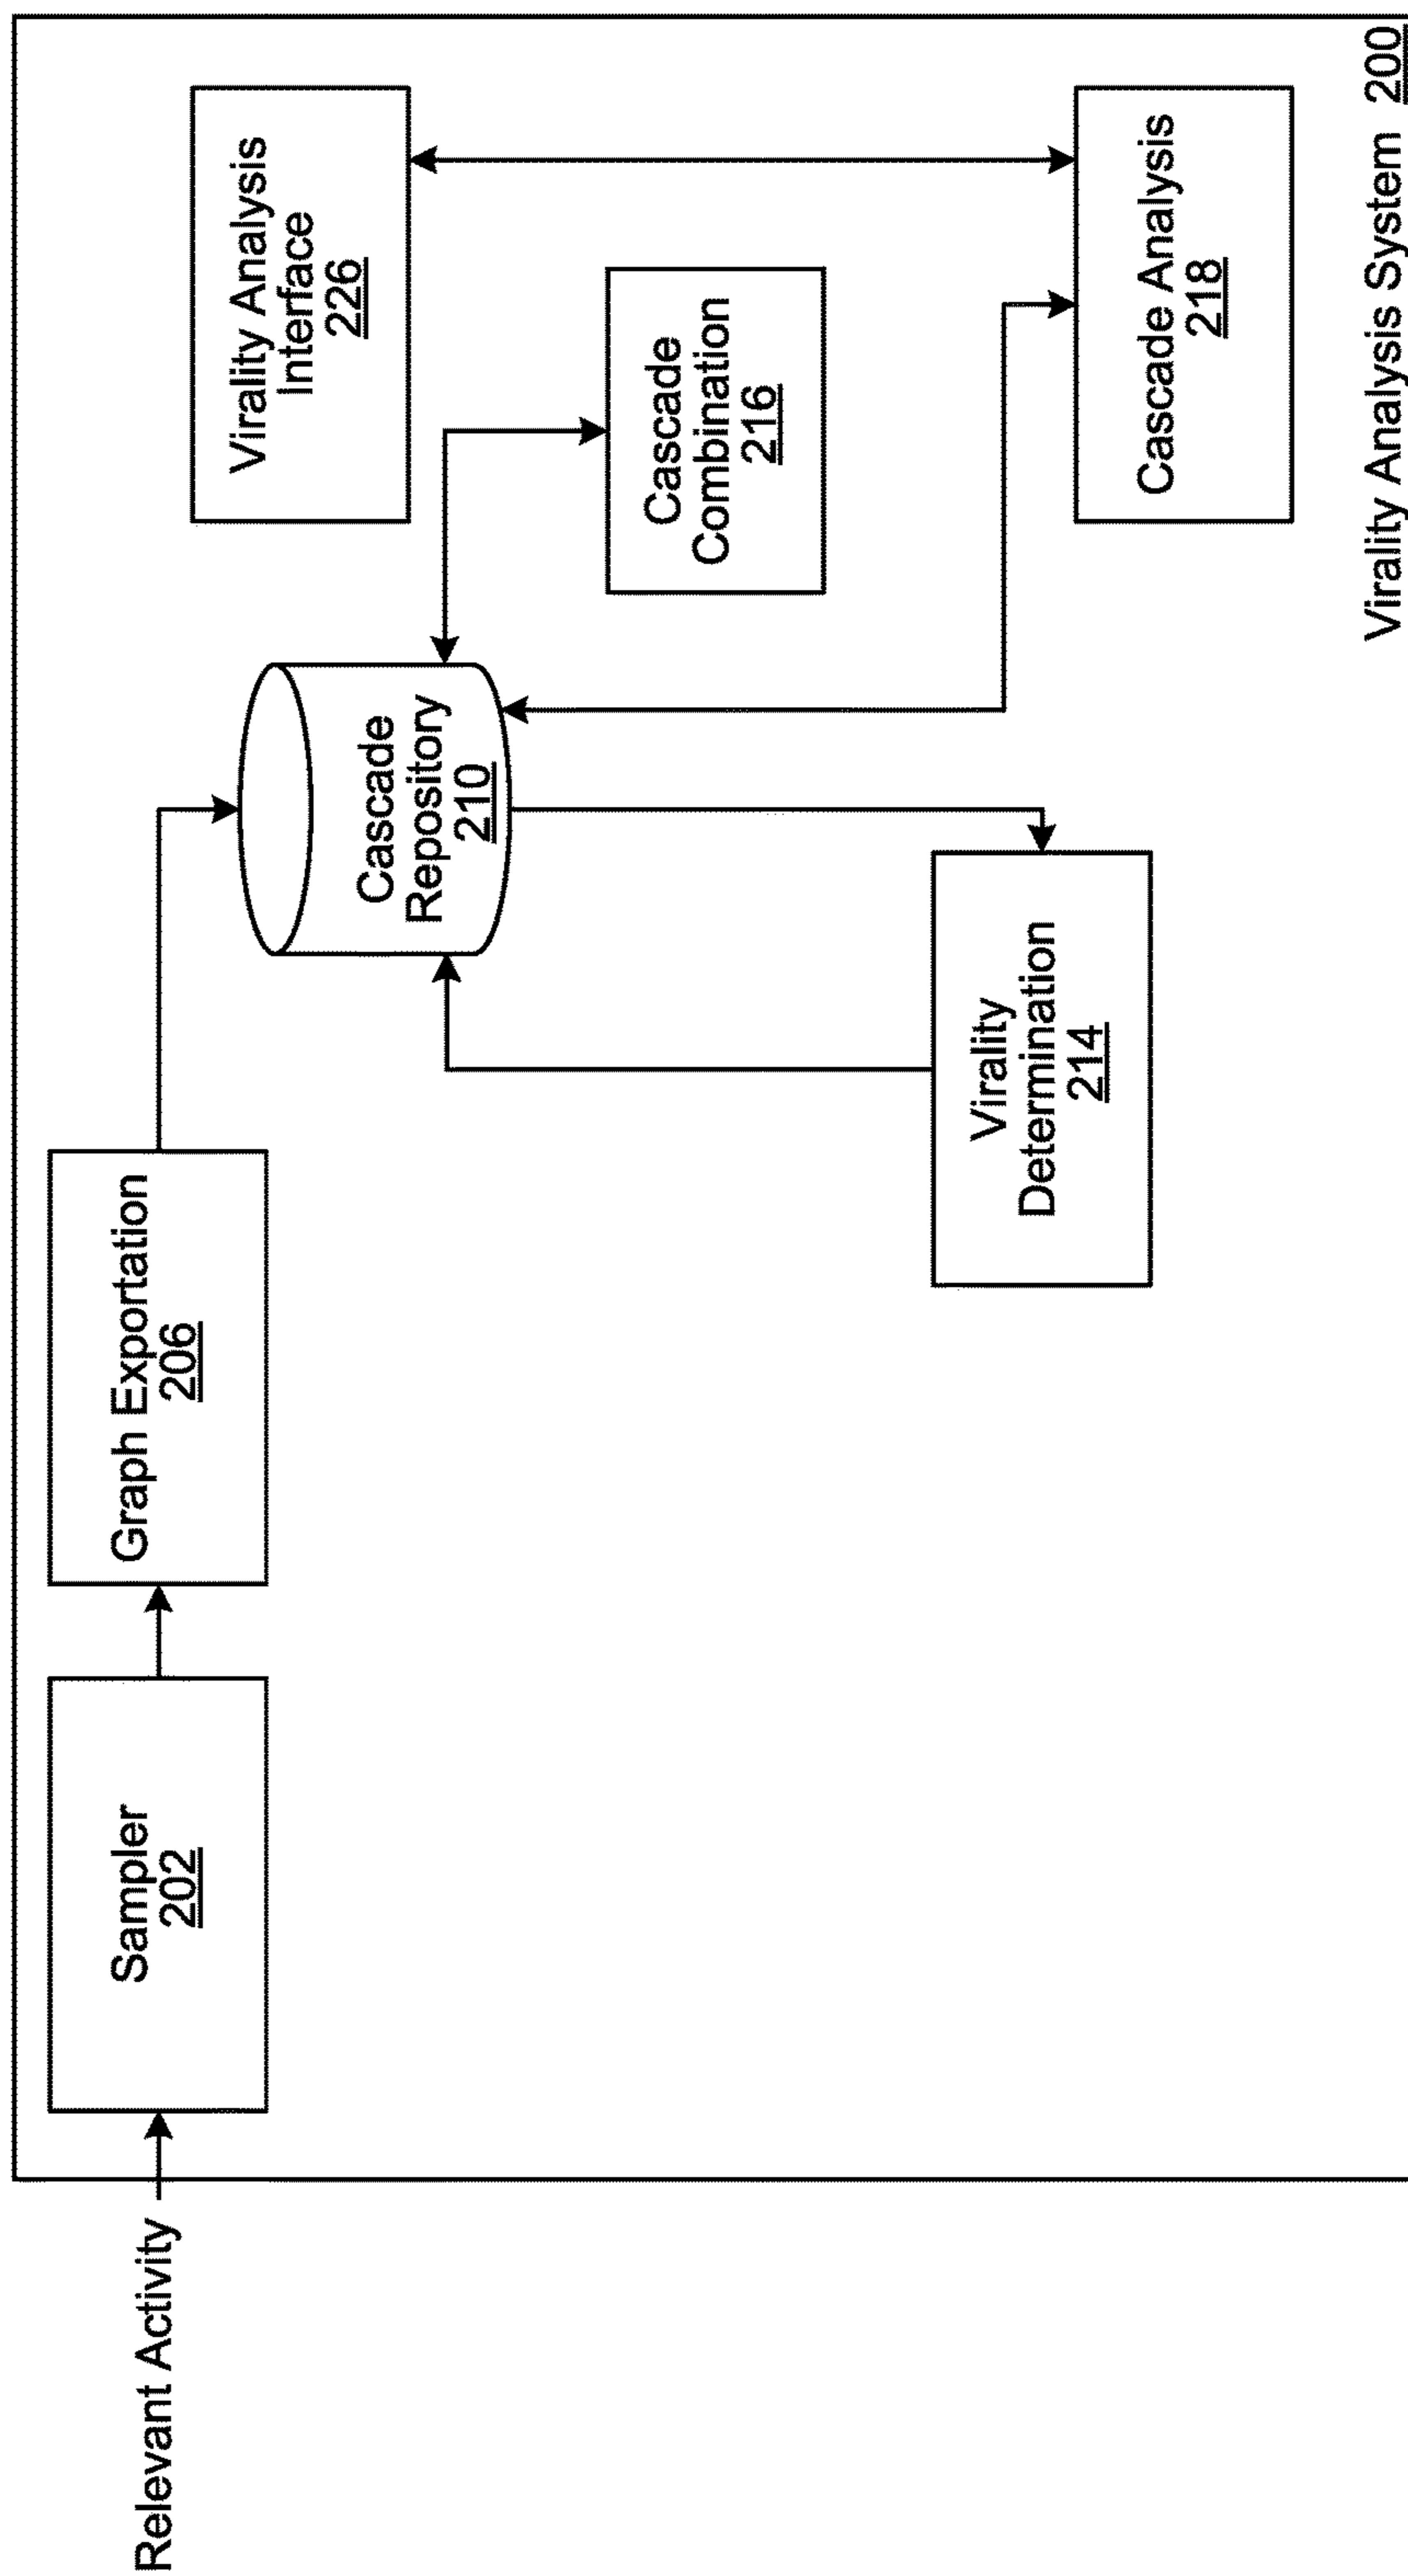 Relevant Activity
Sampler
202
Graph Exportation
206
Cascade
Repository
210
Virality Analysis
Interface
226
Cascade
Combination
216
Virality
Determination
214
Cascade Analysis
218
Virality Analysis System 200